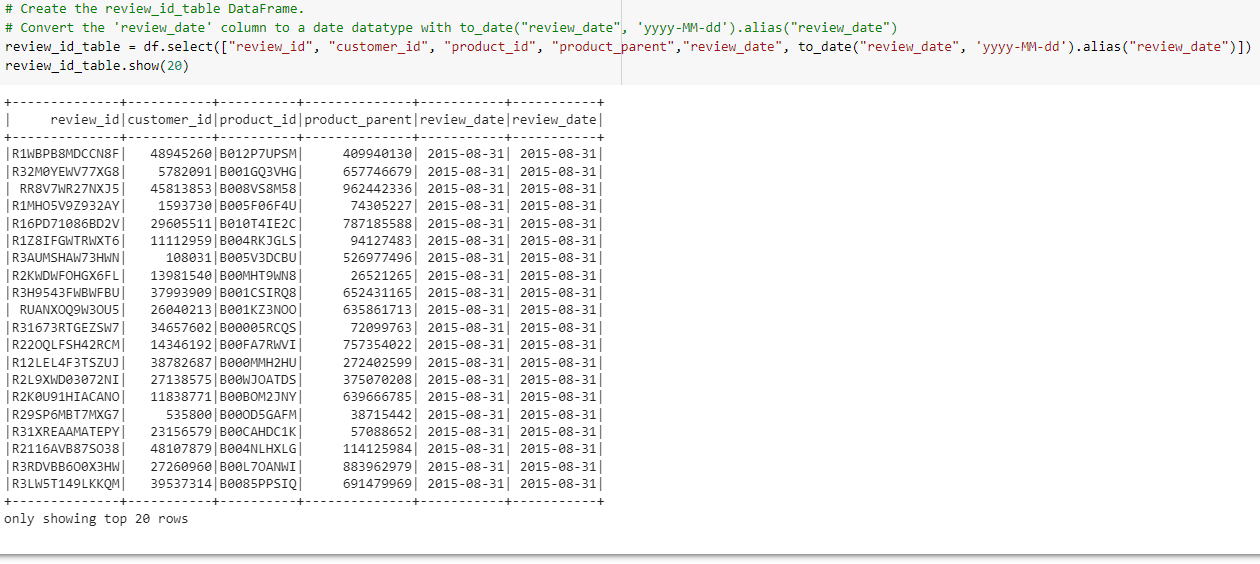 # Create the review_id_table DataFrame.
# Convert the 'review_date' column to a date datatype with to_date("review_date", 'yyyy-MM-dd').alias("review_date")
review_id_table = df.select(["review_id", "customer_id", "product_id", "product_parent","review_date", to_date("review_date", 'yyyy-MM-dd').alias("review_date")])
review_id_table.show(20)
+--------------+-----------+----------+--------------+-----------+-----------+
|     review_id|customer_id|product_id|product_parent|review_date|review_date|
+--------------+-----------+----------+--------------+-----------+-----------+
|R1WBPB8MDCCN8F|   48945260|B012P7UPSM|     409940130| 2015-08-31| 2015-08-31|
|R32M0YEWV77XG8|    5782091|B001GQ3VHG|     657746679| 2015-08-31| 2015-08-31|
| RR8V7WR27NXJ5|   45813853|B008VS8M58|     962442336| 2015-08-31| 2015-08-31|
|R1MHO5V9Z932AY|    1593730|B005F06F4U|      74305227| 2015-08-31| 2015-08-31|
|R16PD71086BD2V|   29605511|B010T4IE2C|     787185588| 2015-08-31| 2015-08-31|
|R1Z8IFGWTRWXT6|   11112959|B004RKJGLS|      94127483| 2015-08-31| 2015-08-31|
|R3AUMSHAW73HWN|     108031|B005V3DCBU|     526977496| 2015-08-31| 2015-08-31|
|R2KWDWFOHGX6FL|   13981540|B00MHT9WN8|      26521265| 2015-08-31| 2015-08-31|
|R3H9543FWBWFBU|   37993909|B001CSIRQ8|     652431165| 2015-08-31| 2015-08-31|
| RUANXOQ9W3OU5|   26040213|B001KZ3NOO|     635861713| 2015-08-31| 2015-08-31|
|R31673RTGEZSW7|   34657602|B00005RCQS|      72099763| 2015-08-31| 2015-08-31|
|R22OQLFSH42RCM|   14346192|B00FA7RWVI|     757354022| 2015-08-31| 2015-08-31|
|R12LEL4F3TSZUJ|   38782687|B000MMH2HU|     272402599| 2015-08-31| 2015-08-31|
|R2L9XWD03072NI|   27138575|B00WJOATDS|     375070208| 2015-08-31| 2015-08-31|
|R2K0U91HIACANO|   11838771|B00BOM2JNY|     639666785| 2015-08-31| 2015-08-31|
|R29SP6MBT7MXG7|     535800|B00OD5GAFM|      38715442| 2015-08-31| 2015-08-31|
|R31XREAAMATEPY|   23156579|B00CAHDC1K|      57088652| 2015-08-31| 2015-08-31|
|R2116AVB87SO38|   48107879|B004NLHXLG|     114125984| 2015-08-31| 2015-08-31|
|R3RDVBB6O0X3HW|   27260960|B00L7OANWI|     883962979| 2015-08-31| 2015-08-31|
|R3LW5T149LKKQM|   39537314|B0085PPSIQ|     691479969| 2015-08-31| 2015-08-31|
+--------------+-----------+----------+--------------+-----------+-----------+
only showing top 20 rows